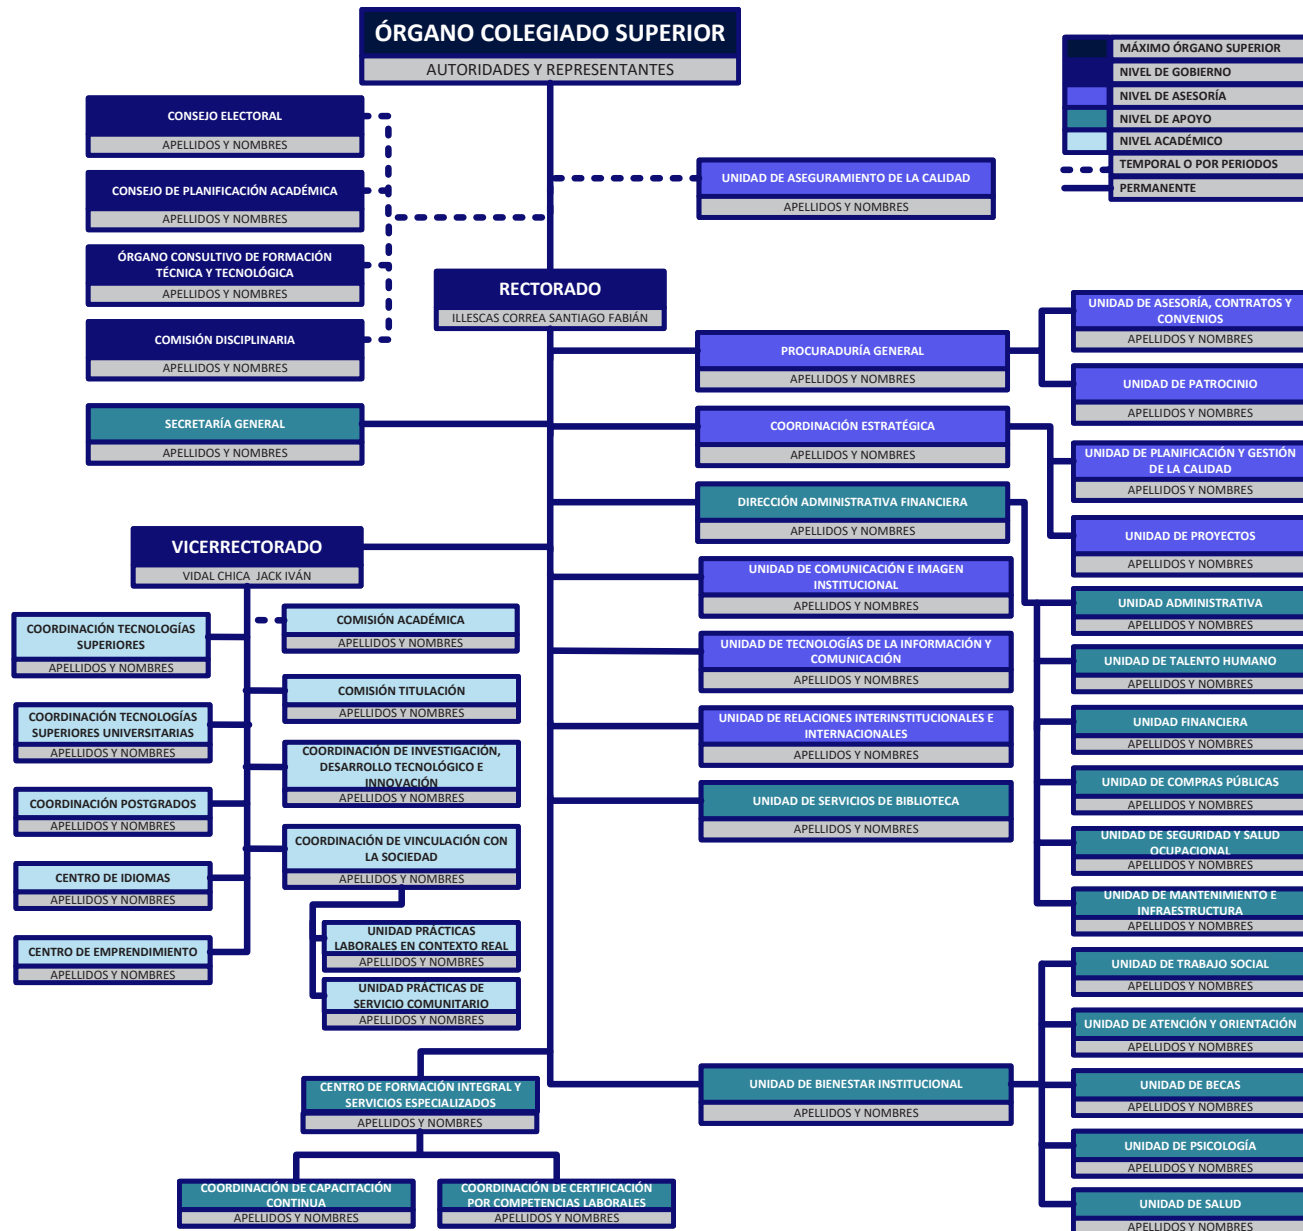 ÓRGANO COLEGIADO SUPERIOR
AUTORIDADES Y REPRESENTANTES
MÁXIMO ÓRGANO SUPERIOR
NIVEL DE GOBIERNO
NIVEL DE ASESORÍA
NIVEL DE APOYO
NIVEL ACADÉMICO
TEMPORAL O POR PERIODOS
PERMANENTE
CONSEJO ELECTORAL
APELLIDOS Y NOMBRES
CONSEJO DE PLANIFICACIÓN ACADÉMICA
APELLIDOS Y NOMBRES
ÓRGANO CONSULTIVO DE FORMACIÓN
TÉCNICA Y TECNOLÓGICA
APELLIDOS Y NOMBRES
COMISIÓN DISCIPLINARIA
APELLIDOS Y NOMBRES
UNIDAD DE ASEGURAMIENTO DE LA CALIDAD
APELLIDOS Y NOMBRES
RECTORADO
ILLESCAS CORREA SANTIAGO FABIÁN
SECRETARÍA GENERAL
APELLIDOS Y NOMBRES
PROCURADURÍA GENERAL
APELLIDOS Y NOMBRES
UNIDAD DE ASESORÍA, CONTRATOS Y
CONVENIOS
APELLIDOS Y NOMBRES
UNIDAD DE PATROCINIO
APELLIDOS Y NOMBRES
COORDINACIÓN ESTRATÉGICA
APELLIDOS Y NOMBRES
UNIDAD DE PLANIFICACIÓN Y GESTIÓN
DE LA CALIDAD
APELLIDOS Y NOMBRES
UNIDAD DE PROYECTOS
APELLIDOS Y NOMBRES
DIRECCIÓN ADMINISTRATIVA FINANCIERA
APELLIDOS Y NOMBRES
UNIDAD ADMINISTRATIVA
APELLIDOS Y NOMBRES
UNIDAD DE TALENTO HUMANO
APELLIDOS Y NOMBRES
UNIDAD FINANCIERA
APELLIDOS Y NOMBRES
UNIDAD DE COMPRAS PÚBLICAS
APELLIDOS Y NOMBRES
UNIDAD DE SEGURIDAD Y SALUD
OCUPACIONAL
APELLIDOS Y NOMBRES
UNIDAD DE MANTENIMIENTO E
INFRAESTRUCTURA
APELLIDOS Y NOMBRES
UNIDAD DE COMUNICACIÓN E IMAGEN
INSTITUCIONAL
APELLIDOS Y NOMBRES
UNIDAD DE TECNOLOGÍAS DE LA INFORMACIÓN Y
COMUNICACIÓN
APELLIDOS Y NOMBRES
UNIDAD DE RELACIONES INTERINSTITUCIONALES E
INTERNACIONALES
APELLIDOS Y NOMBRES
UNIDAD DE SERVICIOS DE BIBLIOTECA
APELLIDOS Y NOMBRES
VICERRECTORADO
VIDAL CHICA JACK IVÁN
COORDINACIÓN TECNOLOGÍAS
SUPERIORES
APELLIDOS Y NOMBRES
COORDINACIÓN TECNOLOGÍAS
SUPERIORES UNIVERSITARIAS
APELLIDOS Y NOMBRES
COORDINACIÓN POSTGRADOS
APELLIDOS Y NOMBRES
CENTRO DE IDIOMAS
APELLIDOS Y NOMBRES
CENTRO DE EMPRENDIMIENTO
APELLIDOS Y NOMBRES
COMISIÓN ACADÉMICA
APELLIDOS Y NOMBRES
COMISIÓN TITULACIÓN
APELLIDOS Y NOMBRES
COORDINACIÓN DE INVESTIGACIÓN,
DESARROLLO TECNOLÓGICO E
INNOVACIÓN
APELLIDOS Y NOMBRES
COORDINACIÓN DE VINCULACIÓN CON
LA SOCIEDAD
APELLIDOS Y NOMBRES
UNIDAD PRÁCTICAS
LABORALES EN CONTEXTO REAL
APELLIDOS Y NOMBRES
UNIDAD PRÁCTICAS DE
SERVICIO COMUNITARIO
APELLIDOS Y NOMBRES
CENTRO DE FORMACIÓN INTEGRAL Y
SERVICIOS ESPECIALIZADOS
APELLIDOS Y NOMBRES
COORDINACIÓN DE CAPACITACIÓN
CONTINUA
APELLIDOS Y NOMBRES
COORDINACIÓN DE CERTIFICACIÓN
POR COMPETENCIAS LABORALES
APELLIDOS Y NOMBRES
UNIDAD DE BIENESTAR INSTITUCIONAL
APELLIDOS Y NOMBRES
UNIDAD DE TRABAJO SOCIAL
APELLIDOS Y NOMBRES
UNIDAD DE ATENCIÓN Y ORIENTACIÓN
APELLIDOS Y NOMBRES
UNIDAD DE BECAS
APELLIDOS Y NOMBRES
UNIDAD DE PSICOLOGÍA
APELLIDOS Y NOMBRES
UNIDAD DE SALUD
APELLIDOS Y NOMBRES